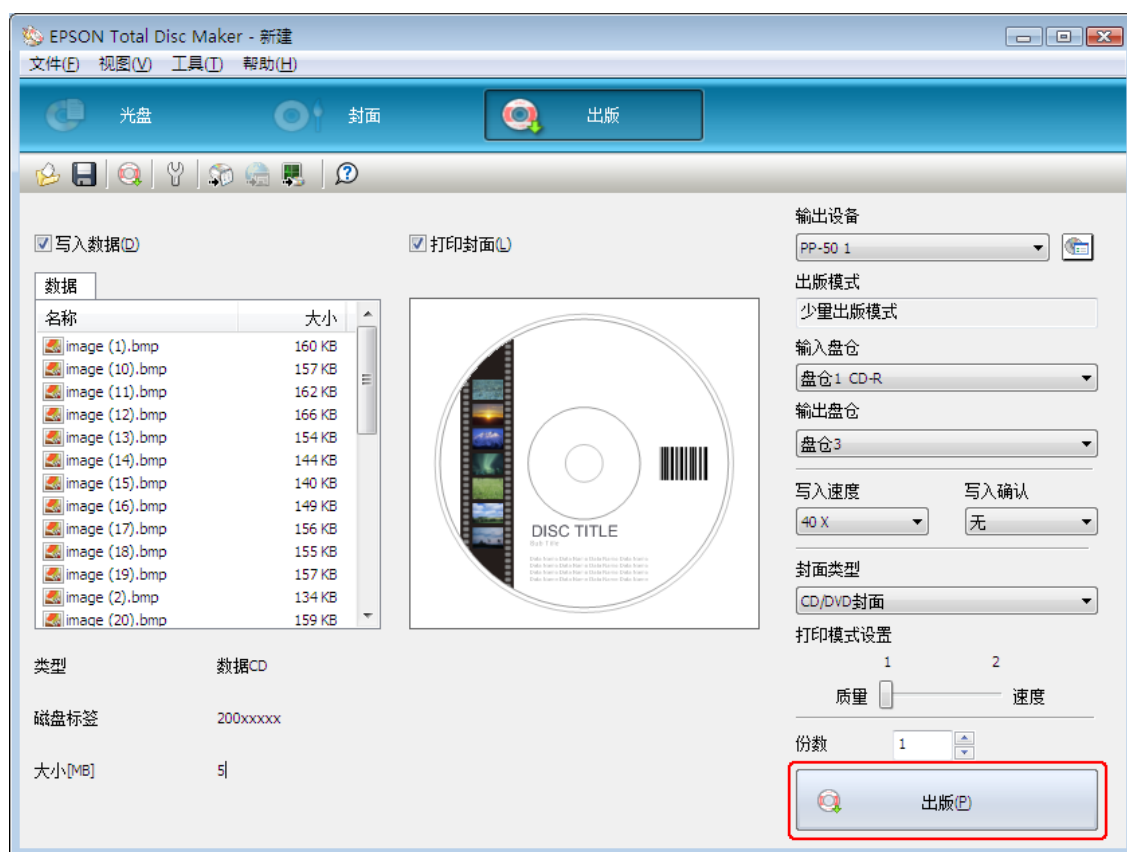 EPSON Total Disc Maker - 新建
文件(F) 视图(V) 工具(T) 帮助(H)
光盘 封面 出版
写入数据(D)
数据
名称 大小
image (1).bmp 160 KB
image (10).bmp 157 KB
image (11).bmp 162 KB
image (12).bmp 166 KB
image (13).bmp 154 KB
image (14).bmp 144 KB
image (15).bmp 140 KB
image (16).bmp 149 KB
image (17).bmp 156 KB
image (18).bmp 155 KB
image (19).bmp 157 KB
image (2).bmp 134 KB
image (20).bmp 159 KB
类型 数据CD
磁盘标签 200xxxxx
大小[MB] 5
打印封面(L)
DISC TITLE
Sub Title
输出设备
PP-50 1
出版模式
少量出版模式
输入盘仓
盘仓1 CD-R
输出盘仓
盘仓3
写入速度 写入确认
40 X 无
封面类型
CD/DVD封面
打印模式设置
1 2
质量 速度
份数 1
出版(P)